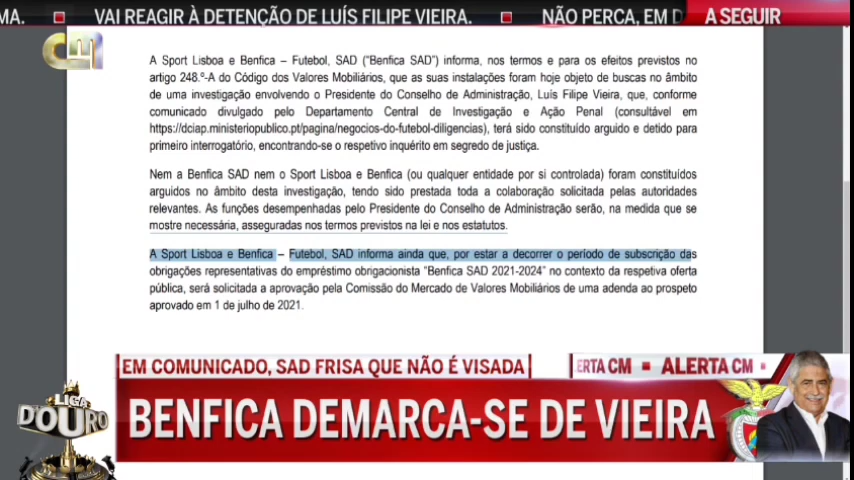 MA.
VAI REAGIR À DETENÇÃO DE LUÍS FILIPE VIEIRA.
NÃO PERCA, EM D
A SEGUIR
A Sport Lisboa e Benfica – Futebol, SAD ("Benfica SAD") informa, nos termos e para os efeitos previstos no
artigo 248.º-A do Código dos Valores Mobiliários, que as suas instalações foram hoje objeto de buscas no âmbito
de uma investigação envolvendo o Presidente do Conselho de Administração, Luís Filipe Vieira, que, conforme
comunicado divulgado pelo Departamento Central de Investigação e Ação Penal (consultável em
https://dciap.ministeriopublico.pt/pagina/negocios-do-futebol-diligencias), terá sido constituído arguido e detido para
primeiro interrogatório, encontrando-se o respetivo inquérito em segredo de justiça.
Nem a Benfica SAD nem o Sport Lisboa e Benfica (ou qualquer entidade por si controlada) foram constituídos
arguidos no âmbito desta investigação, tendo sido prestada toda a colaboração solicitada pelas autoridades
relevantes. As funções desempenhadas pelo Presidente do Conselho de Administração serão, na medida que se
mostre necessária, asseguradas nos termos previstos na lei e nos estatutos.
A Sport Lisboa e Benfica – Futebol, SAD informa ainda que, por estar a decorrer o período de subscrição das
obrigações representativas do empréstimo obrigacionista "Benfica SAD 2021-2024" no contexto da respetiva oferta
pública, será solicitada a aprovação pela Comissão do Mercado de Valores Mobiliários de uma adenda ao prospeto
aprovado em 1 de julho de 2021.
EM COMUNICADO, SAD FRISA QUE NÃO É VISADA
ERTA CM
ALERTA CM
LIGA
D'OURO
BENFICA DEMARCA-SE DE VIEIRA